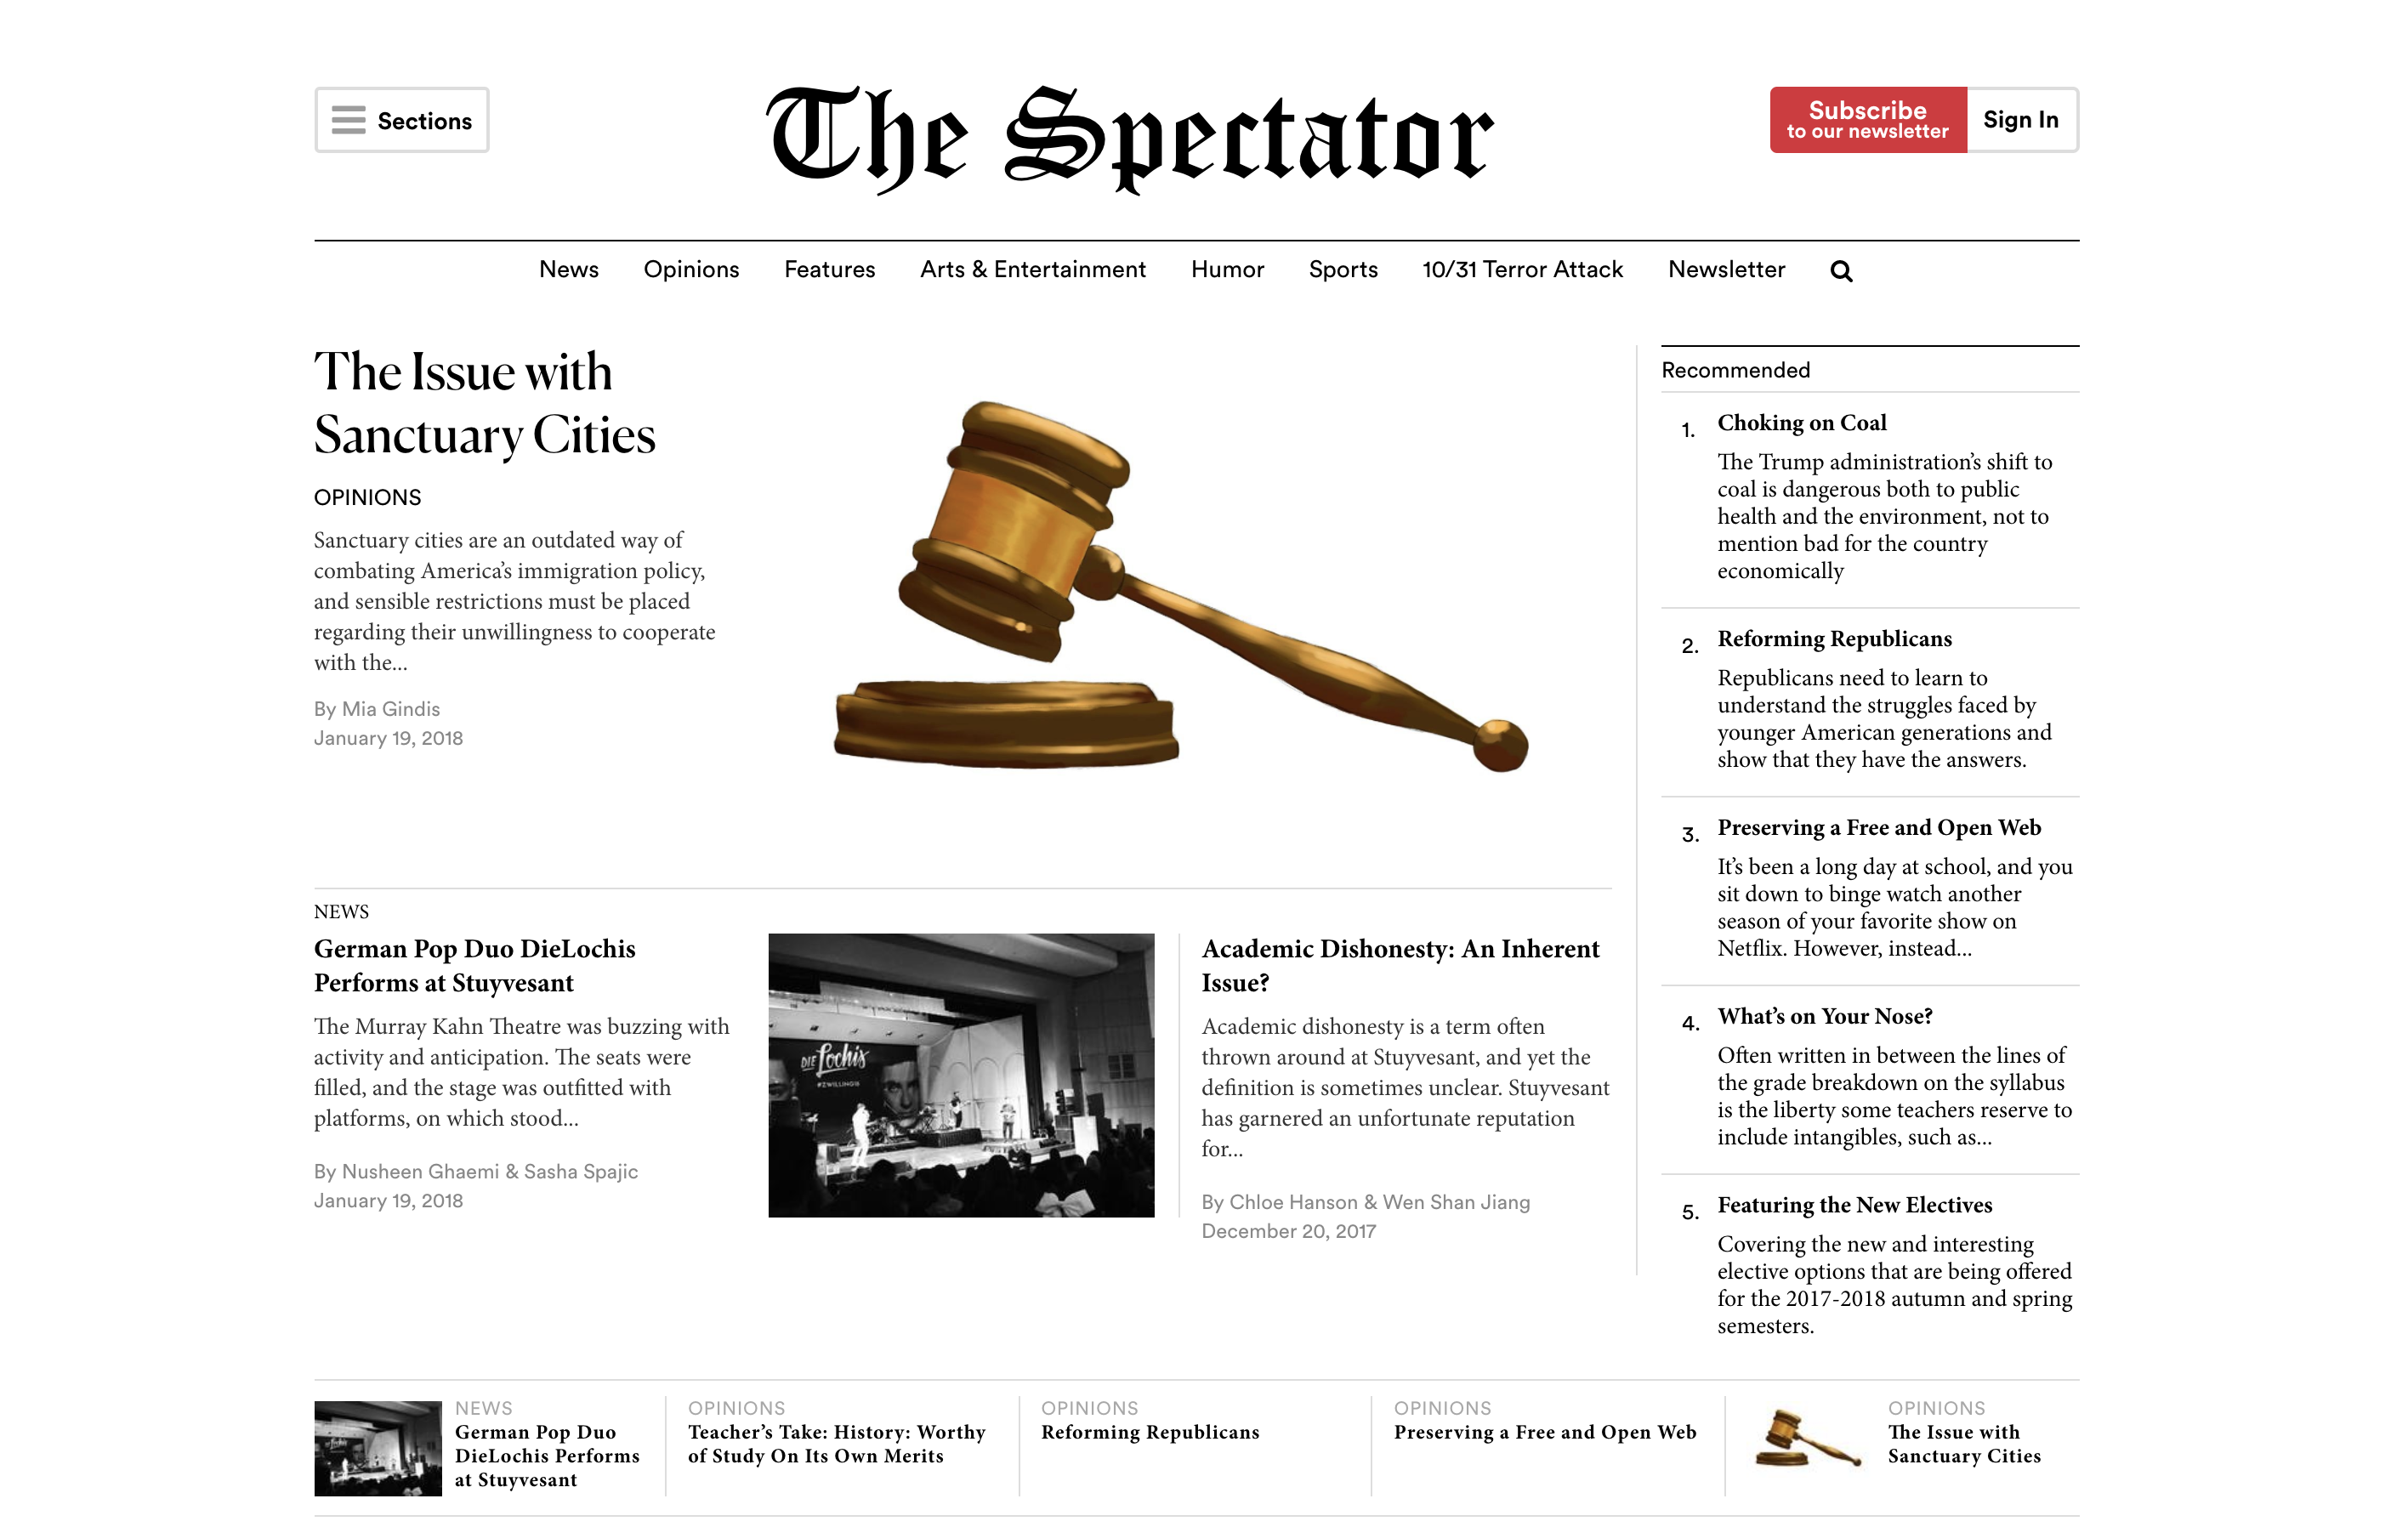 Sections
The Spectator
Subscribe
to our newsletter
Sign In
News Opinions Features Arts & Entertainment Humor Sports 10/31 Terror Attack Newsletter
The Issue with
Sanctuary Cities
OPINIONS
Sanctuary cities are an outdated way of
combating America’s immigration policy,
and sensible restrictions must be placed
regarding their unwillingness to cooperate
with the...
By Mia Gindis
January 19, 2018
NEWS
German Pop Duo DieLochis
Performs at Stuyvesant
The Murray Kahn Theatre was buzzing with
activity and anticipation. The seats were
filled, and the stage was outfitted with
platforms, on which stood...
By Nusheen Ghaemi & Sasha Spajic
January 19, 2018
DIE Lochis
#ZWILLINGIS
Academic Dishonesty: An Inherent
Issue?
Academic dishonesty is a term often
thrown around at Stuyvesant, and yet the
definition is sometimes unclear. Stuyvesant
has garnered an unfortunate reputation
for...
By Chloe Hanson & Wen Shan Jiang
December 20, 2017
Recommended
1. Choking on Coal
The Trump administration’s shift to
coal is dangerous both to public
health and the environment, not to
mention bad for the country
economically
2. Reforming Republicans
Republicans need to learn to
understand the struggles faced by
younger American generations and
show that they have the answers.
3. Preserving a Free and Open Web
It’s been a long day at school, and you
sit down to binge watch another
season of your favorite show on
Netflix. However, instead...
4. What’s on Your Nose?
Often written in between the lines of
the grade breakdown on the syllabus
is the liberty some teachers reserve to
include intangibles, such as...
5. Featuring the New Electives
Covering the new and interesting
elective options that are being offered
for the 2017-2018 autumn and spring
semesters.
NEWS
German Pop Duo
DieLochis Performs
at Stuyvesant
OPINIONS
Teacher’s Take: History: Worthy
of Study On Its Own Merits
OPINIONS
Reforming Republicans
OPINIONS
Preserving a Free and Open Web
OPINIONS
The Issue with
Sanctuary Cities